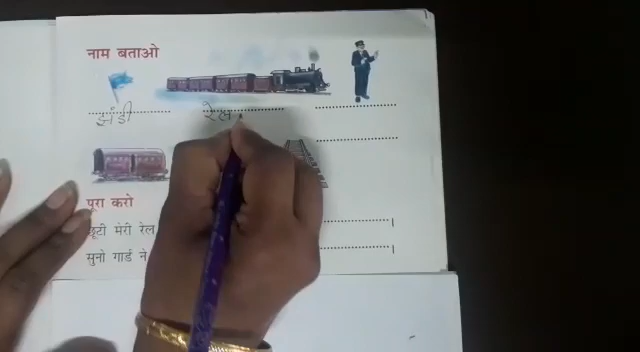 नाम बताओ
झंडी रेल
पूरा करो
छूटी मेरी रेल
सुनो गार्ड ने